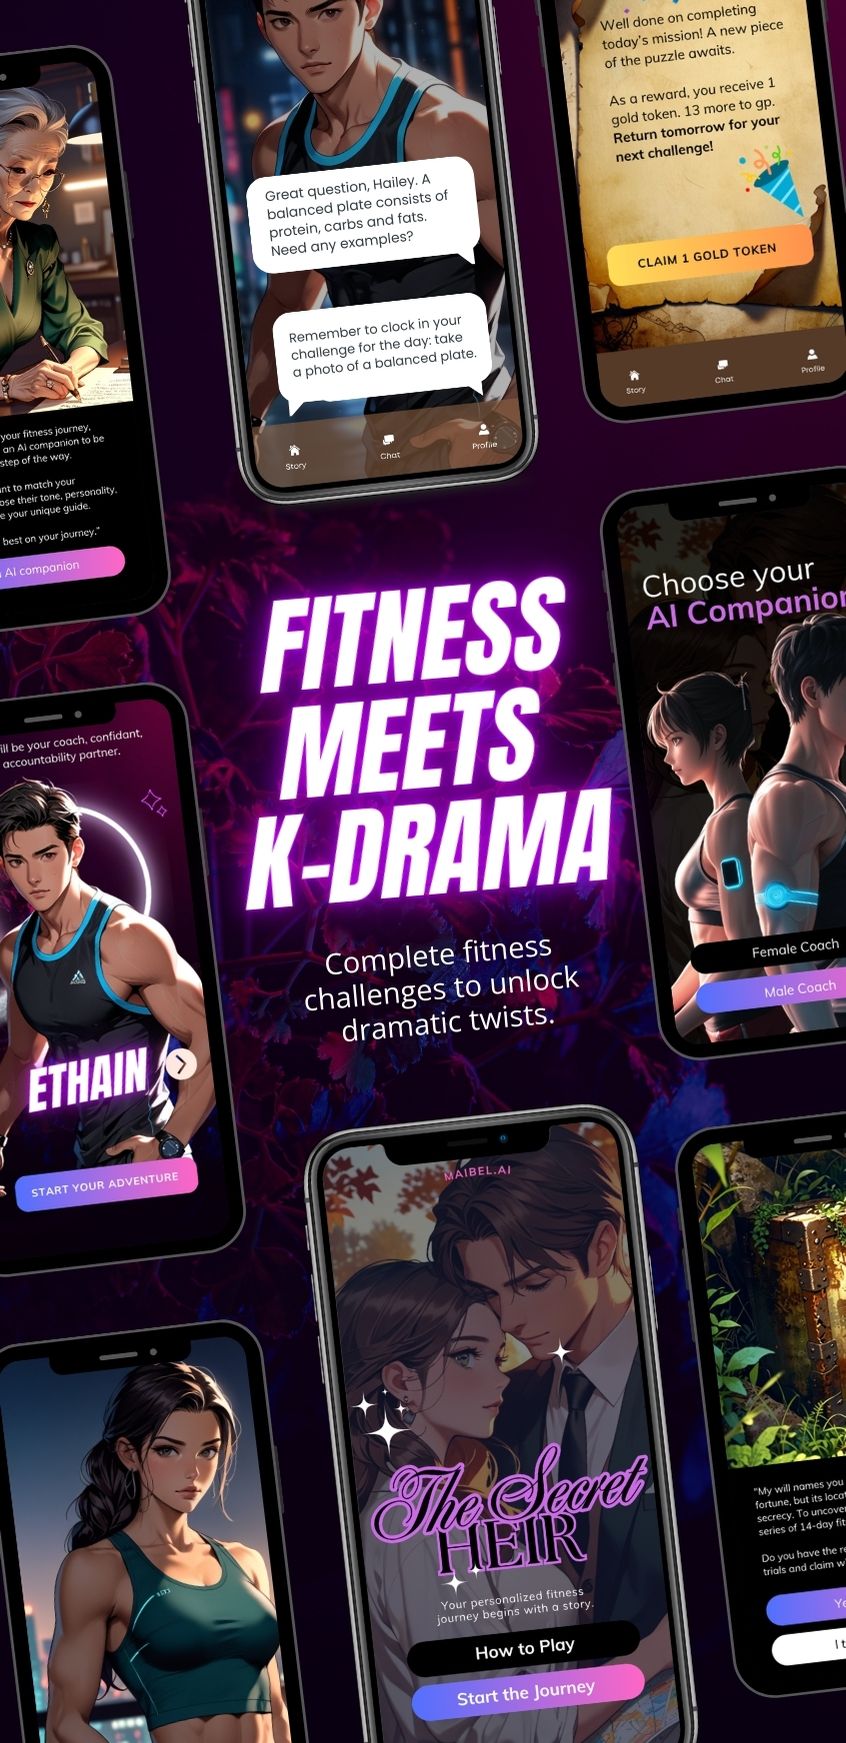 Well done on completing
today's mission! A new piece
of the puzzle awaits.
As a reward, you receive 1
gold token. 13 more to gp.
Return tomorrow for your
next challenge!
CLAIM 1 GOLD TOKEN
Story
Chat
Profile
Great question, Hailey. A
balanced plate consists of
protein, carbs and fats.
Need any examples?
Remember to clock in your
challenge for the day: take
a photo of a balanced plate.
Story
Chat
Profile
your fitness journey,
an AI companion to be
step of the way.
to match your
their tone, personality,
your unique guide.
best on your journey."
AI companion
FITNESS
MEETS
K-DRAMA
Complete fitness
challenges to unlock
dramatic twists.
Choose your
AI Companion
Female Coach
Male Coach
be your coach, confidant,
accountability partner.
ETHAIN
START YOUR ADVENTURE
MAIBEL.AI
The Secret
HEIR
Your personalized fitness
journey begins with a story.
How to Play
Start the Journey
"My will names you
fortune, but its
secrecy. To
series of 14-day
Do you have the
trials and claim
I